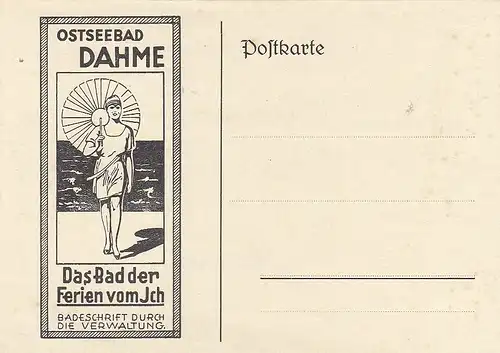 OSTSEEBAD
DAHME
Das Bad der
Ferien vom Jch
BADESCHRIFT DURCH
DIE VERWALTUNG.
Postkarte